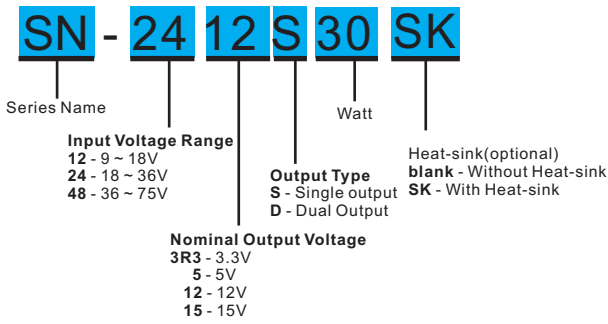 SN - 24 12 S 30 SK
Series Name
Watt
Input Voltage Range
12 - 9 ~ 18V
24 - 18 ~ 36V
48 - 36 ~ 75V
Output Type
S - Single output
D - Dual Output
Heat-sink(optional)
blank - Without Heat-sink
SK - With Heat-sink
Nominal Output Voltage
3R3 - 3.3V
5 - 5V
12 - 12V
15 - 15V